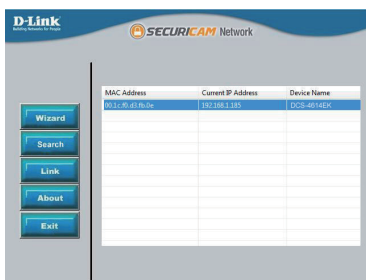 D-Link
Building Networks for People
SECURICAM Network
MAC Address Current IP Address Device Name
00.1c.f0.d3.fb.0e 192.168.1.185 DCS-4614EK
Wizard
Search
Link
About
Exit